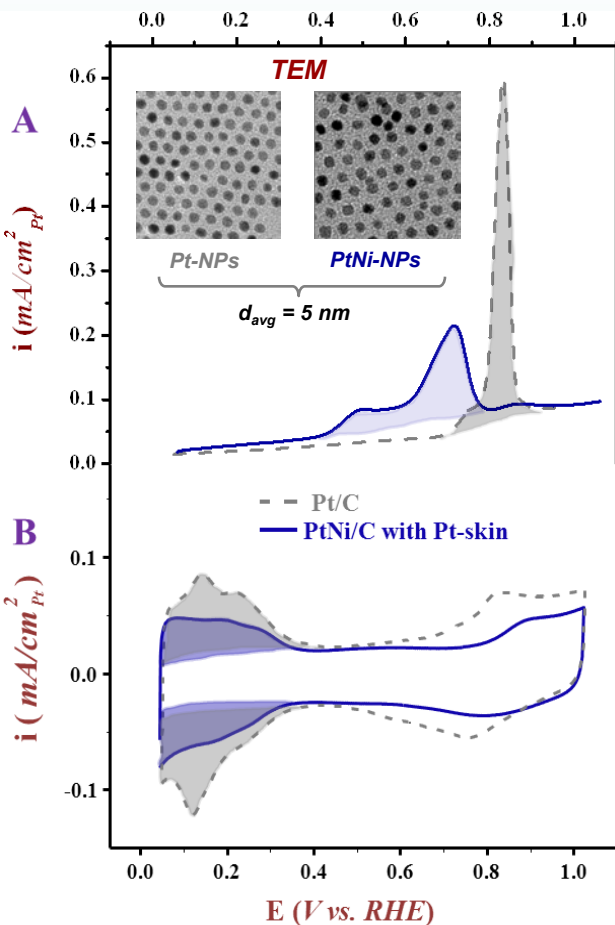 0.0 0.2 0.4 0.6 0.8 1.0
A
TEM
0.6
0.5
0.4
0.3
0.2
0.1
0.0
i (mA/cm²Pt)
Pt-NPs PtNi-NPs
davg = 5 nm
Pt/C
PtNi/C with Pt-skin
B
0.1
0.0
-0.1
i ( mA/cm²Pt)
0.0 0.2 0.4 0.6 0.8 1.0
E (V vs. RHE)